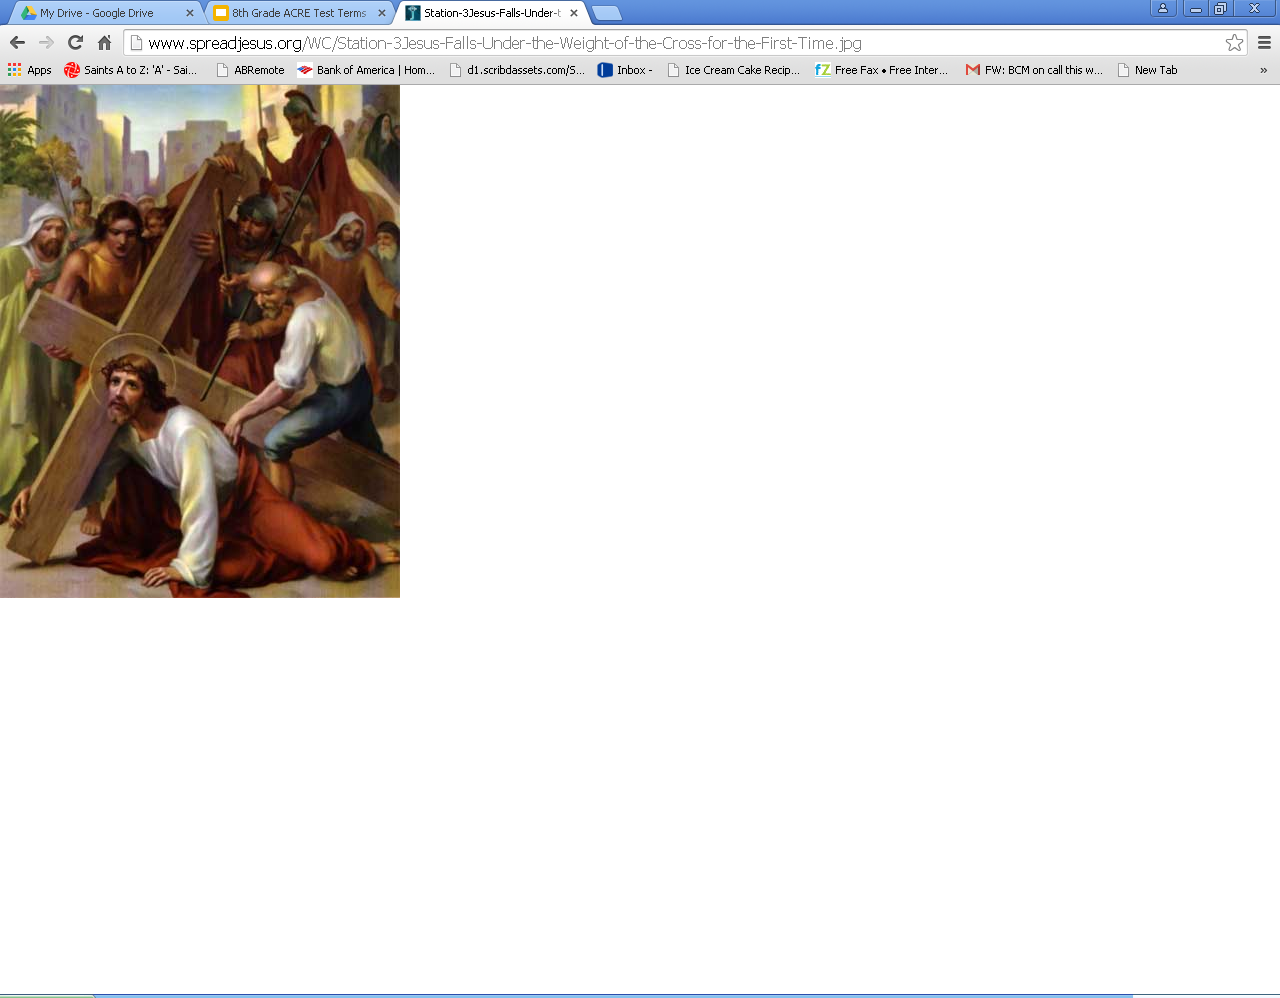 My Drive - Google Drive
8th Grade ACRE Test Terms
Station-3Jesus-Falls-Under-t
www.spreadjesus.org/WC/Station-3Jesus-Falls-Under-the-Weight-of-the-Cross-for-the-First-Time.jpg
Apps Saints A to Z: 'A' - Sai... ABRemote Bank of America | Hom... d1.scribdassets.com/S... Inbox - Ice Cream Cake Recip... fZ Free Fax • Free Inter... FW: BCM on call this w... New Tab »